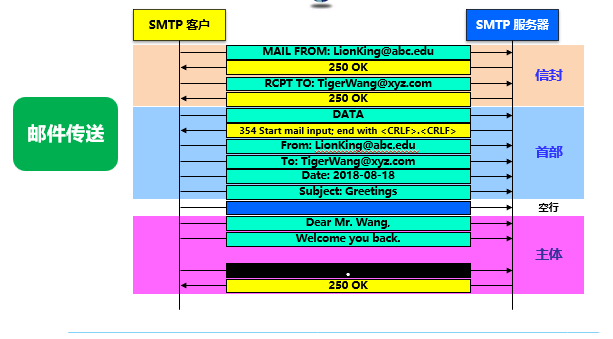 SMTP 客户
SMTP 服务器
MAIL FROM: LionKing@abc.edu
250 OK
RCPT TO: TigerWang@xyz.com
250 OK
信封
邮件传送
DATA
354 Start mail input; end with <CRLF>.<CRLF>
From: LionKing@abc.edu
To: TigerWang@xyz.com
Date: 2018-08-18
Subject: Greetings
首部
空行
Dear Mr. Wang,
Welcome you back.
.
250 OK
主体